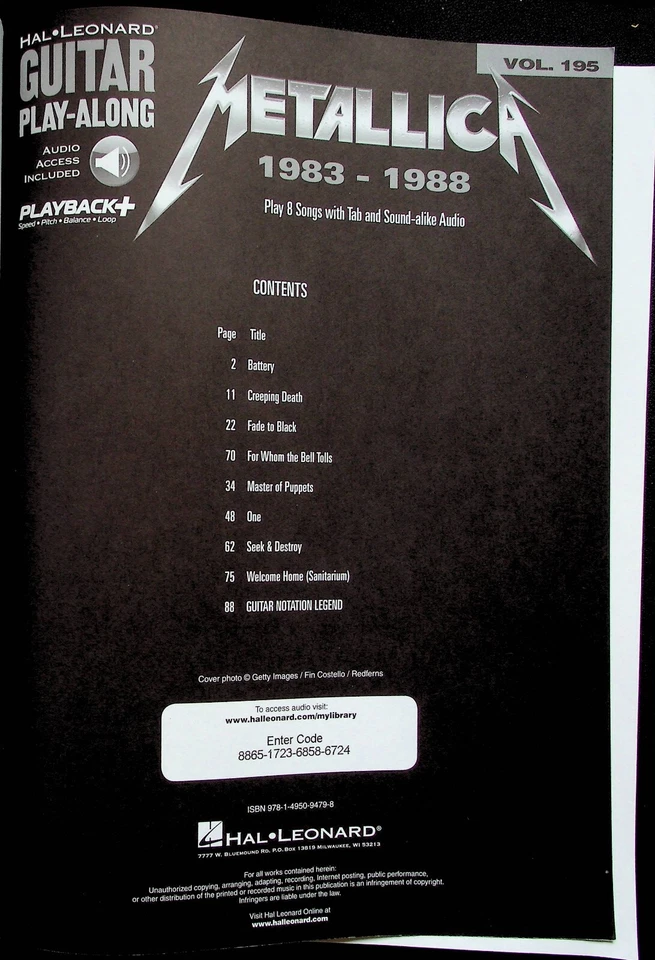 HAL•LEONARD®
GUITAR
PLAY-ALONG
AUDIO
ACCESS
INCLUDED
PLAYBACK+
Speed • Pitch • Balance • Loop
VOL. 195
METALLICA
1983 - 1988
Play 8 Songs with Tab and Sound-alike Audio
CONTENTS
Page Title
2 Battery
11 Creeping Death
22 Fade to Black
70 For Whom the Bell Tolls
34 Master of Puppets
48 One
62 Seek & Destroy
75 Welcome Home (Sanitarium)
88 GUITAR NOTATION LEGEND
Cover photo © Getty Images / Fin Costello / Redferns
To access audio visit:
www.halleonard.com/mylibrary
Enter Code
8865-1723-6858-6724
ISBN 978-1-4950-9479-8
HAL•LEONARD®
7777 W. BLUEMOUND RD. P.O. BOX 13819 MILWAUKEE, WI 53213
For all works contained herein:
Unauthorized copying, arranging, adapting, recording, Internet posting, public performance,
or other distribution of the printed or recorded music in this publication is an infringement of copyright.
Infringers are liable under the law.
Visit Hal Leonard Online at
www.halleonard.com